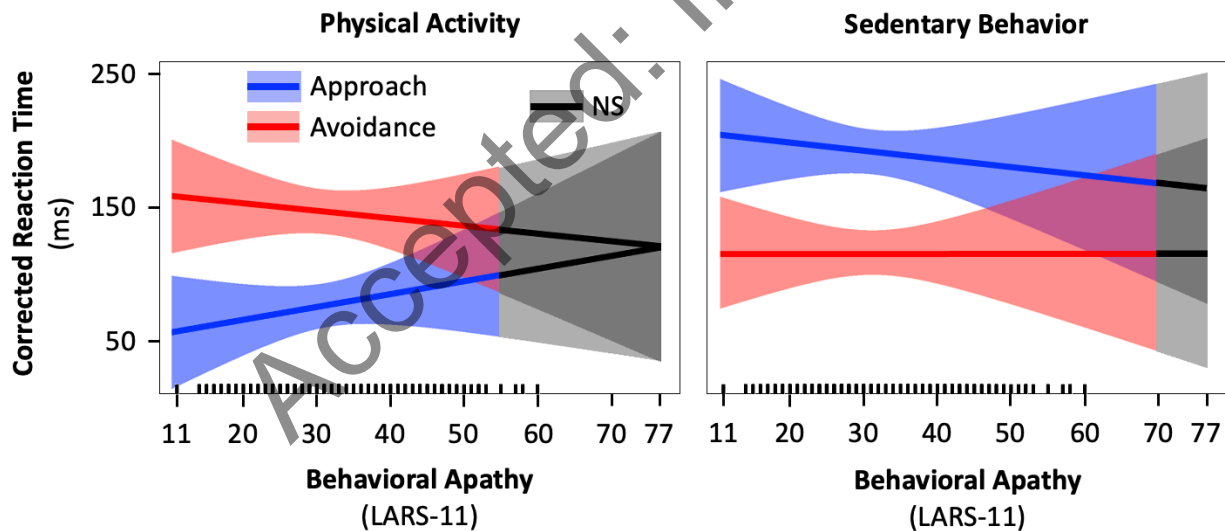 Physical Activity
Sedentary Behavior
Corrected Reaction Time
(ms)
250
150
50
Approach
Avoidance
NS
Accepted:
11 20 30 40 50 60 70 77
11 20 30 40 50 60 70 77
Behavioral Apathy
(LARS-11)
Behavioral Apathy
(LARS-11)